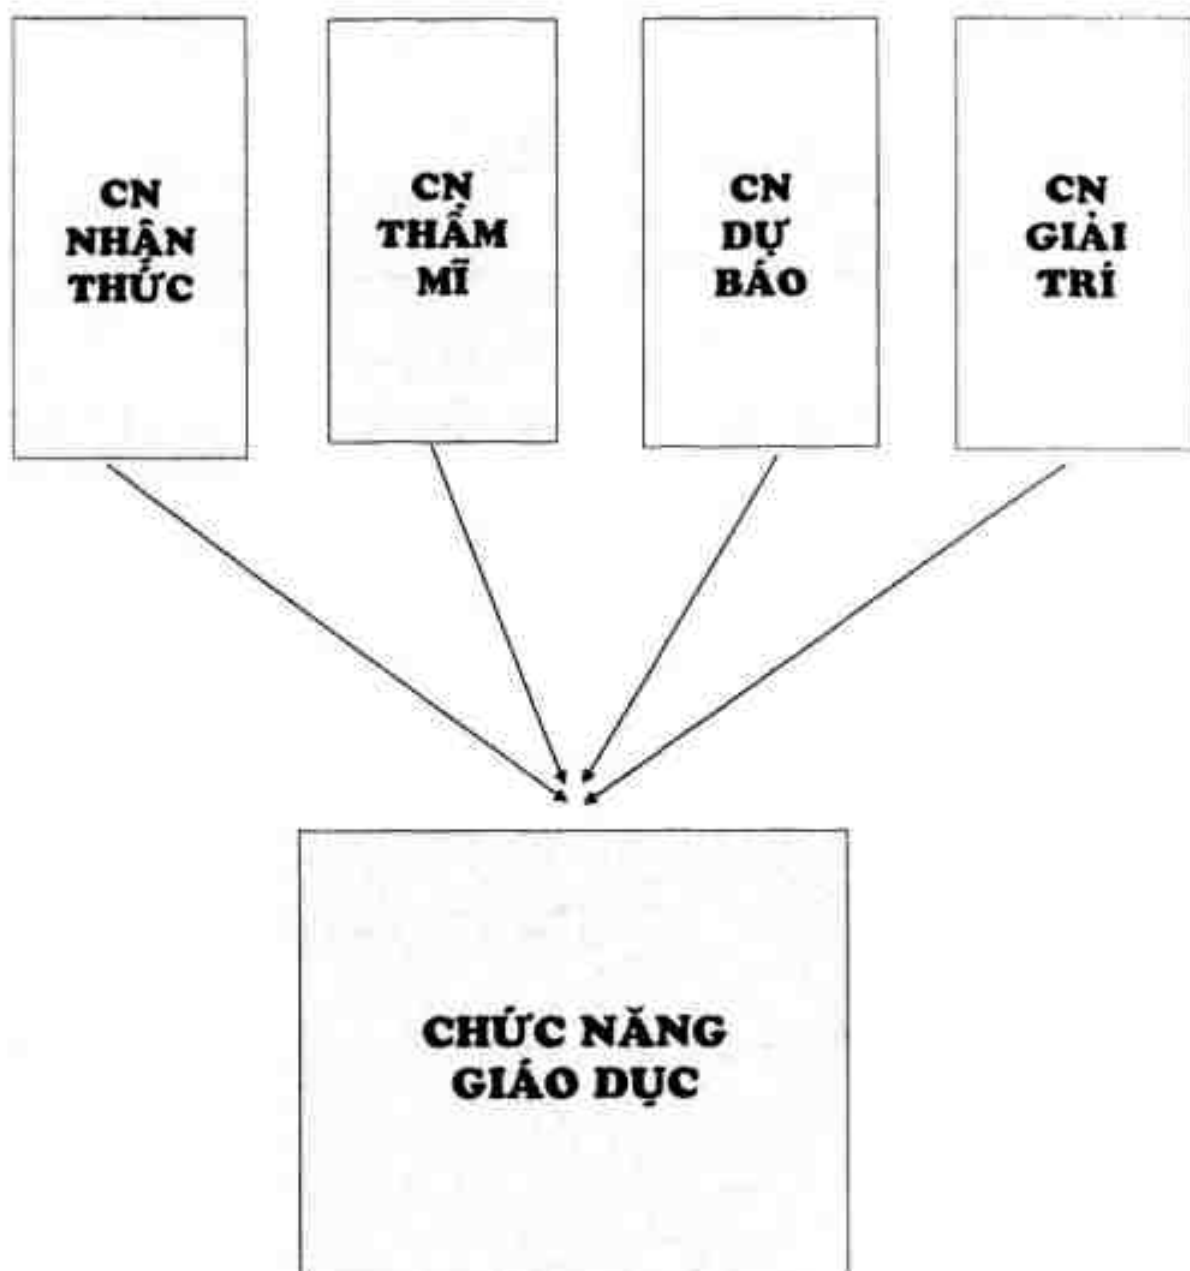 CN
NHẬN
THỨC
CN
THẨM
MĨ
CN
DỰ
BÁO
CN
GIẢI
TRÍ
CHỨC NĂNG
GIÁO DỤC